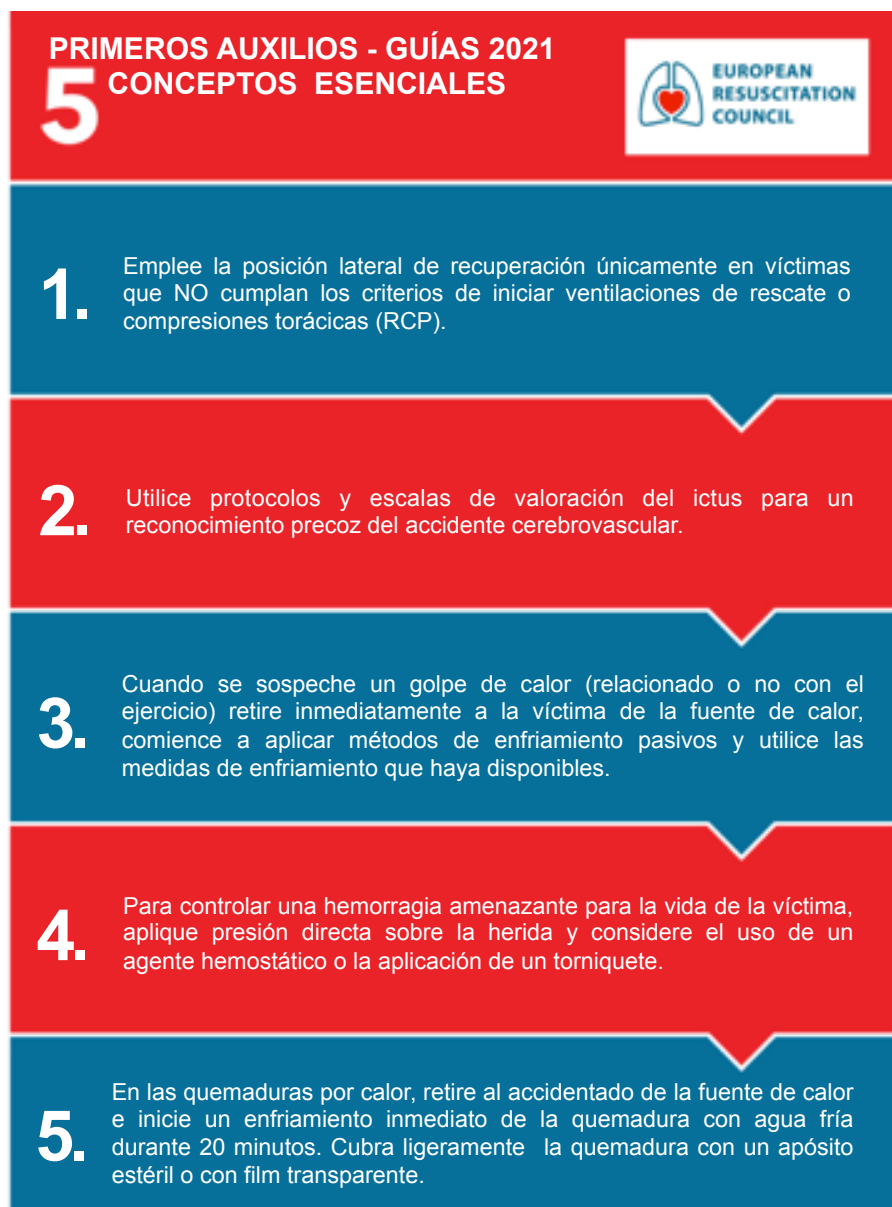 PRIMEROS AUXILIOS - GUÍAS 2021
5 CONCEPTOS ESENCIALES
EUROPEAN
RESUSCITATION
COUNCIL
1.
Emplee la posición lateral de recuperación únicamente en víctimas
que NO cumplan los criterios de iniciar ventilaciones de rescate o
compresiones torácicas (RCP).
2.
Utilice protocolos y escalas de valoración del ictus para un
reconocimiento precoz del accidente cerebrovascular.
3.
Cuando se sospeche un golpe de calor (relacionado o no con el
ejercicio) retire inmediatamente a la víctima de la fuente de calor,
comience a aplicar métodos de enfriamiento pasivos y utilice las
medidas de enfriamiento que haya disponibles.
4.
Para controlar una hemorragia amenazante para la vida de la víctima,
aplique presión directa sobre la herida y considere el uso de un
agente hemostático o la aplicación de un torniquete.
5.
En las quemaduras por calor, retire al accidentado de la fuente de calor
e inicie un enfriamiento inmediato de la quemadura con agua fría
durante 20 minutos. Cubra ligeramente la quemadura con un apósito
estéril o con film transparente.